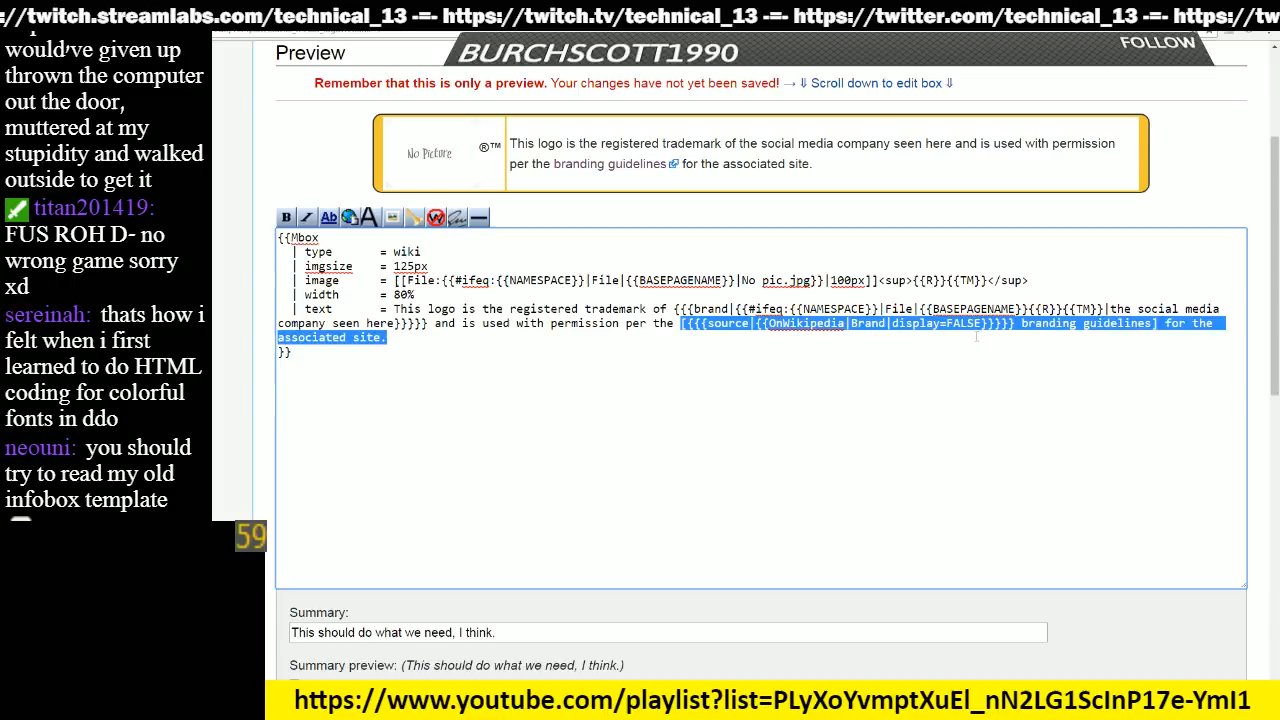 ://twitch.streamlabs.com/technical_13 -=- https://twitch.tv/technical_13 -=- https://twitter.com/technical_13 -=- https://tw
would've given up
thrown the computer
out the door,
muttered at my
stupidity and walked
outside to get it
titan201419:
FUS ROH D- no
wrong game sorry
xd
sereinah: thats how i
felt when i first
learned to do HTML
coding for colorful
fonts in ddo
neouni: you should
try to read my old
infobox template
59
Preview
BURCHSCOTT1990
FOLLOW
Remember that this is only a preview. Your changes have not yet been saved! → ⇓ Scroll down to edit box ⇓
No Picture
®™
This logo is the registered trademark of the social media company seen here and is used with permission
per the branding guidelines for the associated site.
B I Ab A W
{{Mbox
| type = wiki
| imgsize = 125px
| image = [[File:{{#ifeq:{{NAMESPACE}}|File|{{BASEPAGENAME}}|No pic.jpg}}|100px]]<sup>{{R}}{{TM}}</sup>
| width = 80%
| text = This logo is the registered trademark of {{{brand|{{#ifeq:{{NAMESPACE}}|File|{{BASEPAGENAME}}{{R}}{{TM}}|the social media
company seen here}}}}} and is used with permission per the [{{{source|{{OnWikipedia|Brand|display=FALSE}}}}} branding guidelines] for the
associated site.
}}
Summary:
This should do what we need, I think.
Summary preview: (This should do what we need, I think.)
https://www.youtube.com/playlist?list=PLyXoYvmptXuEl_nN2LG1ScInP17e-YmI1